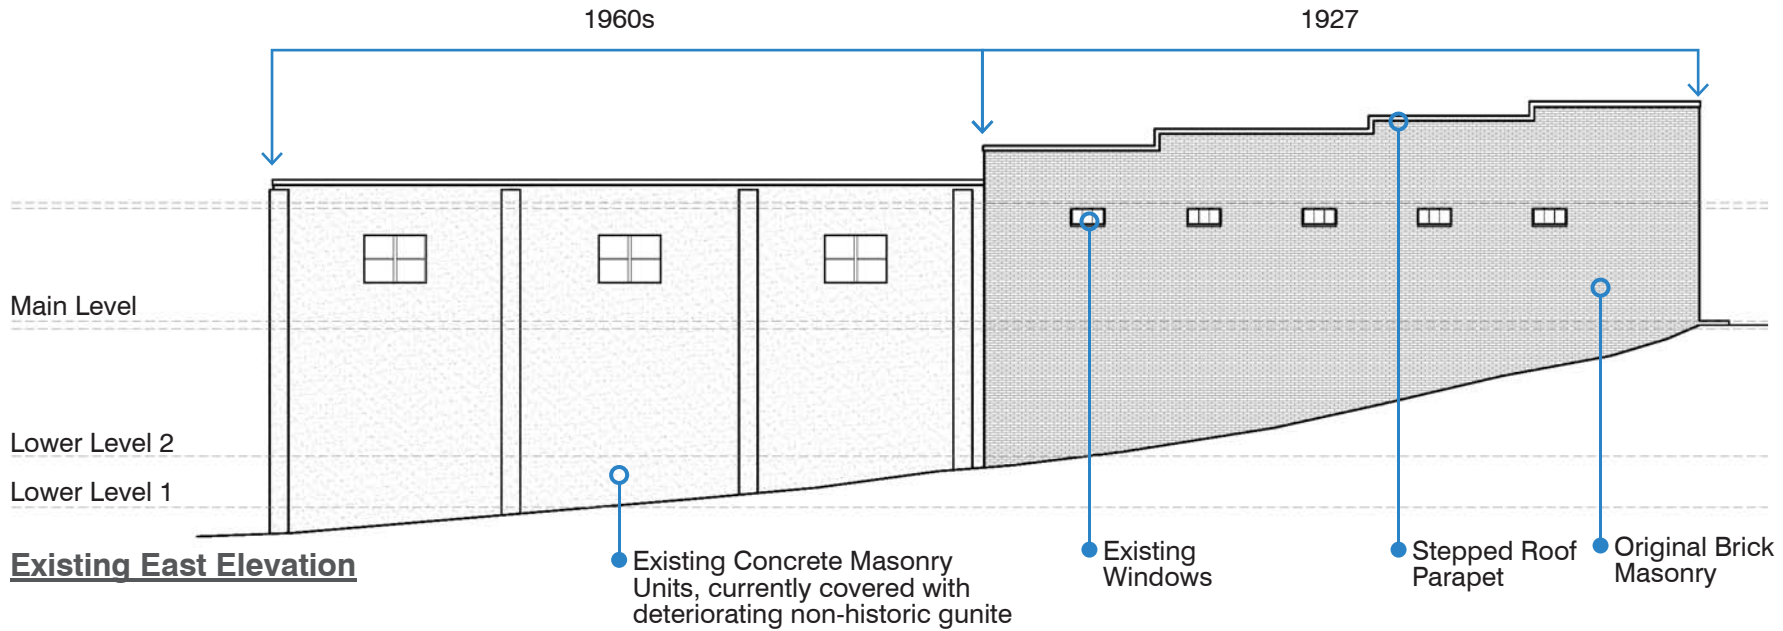 1960s
1927
Main Level
Lower Level 2
Lower Level 1
Existing East Elevation
Existing Concrete Masonry
Units, currently covered with
deteriorating non-historic gunite
Existing
Windows
Stepped Roof
Parapet
Original Brick
Masonry